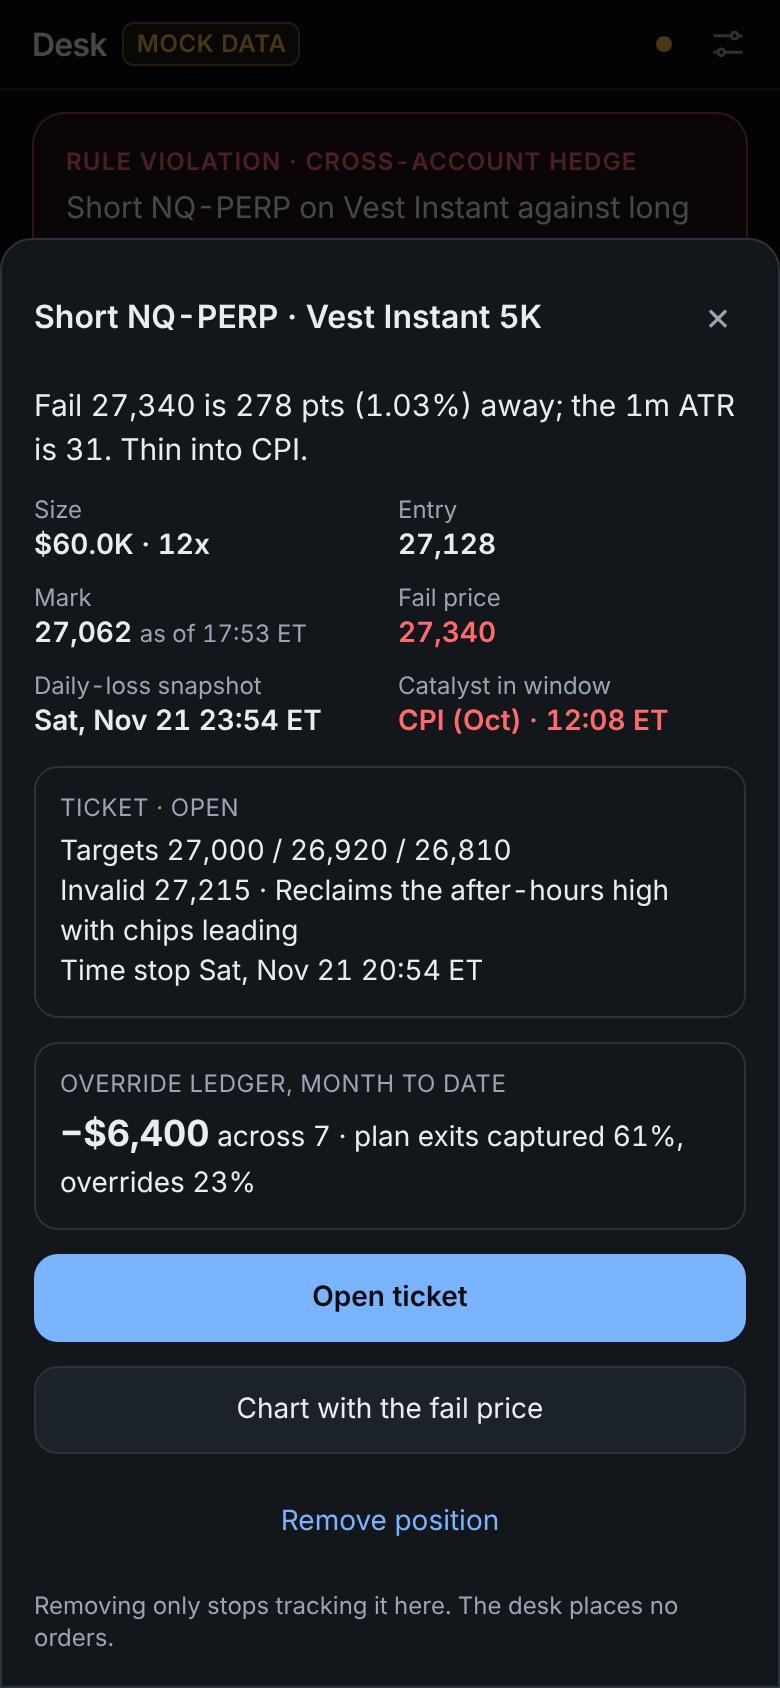 Desk MOCK DATA
RULE VIOLATION · CROSS-ACCOUNT HEDGE
Short NQ-PERP on Vest Instant against long
Short NQ-PERP · Vest Instant 5K ✕
Fail 27,340 is 278 pts (1.03%) away; the 1m ATR
is 31. Thin into CPI.
Size Entry
$60.0K · 12x 27,128
Mark Fail price
27,062 as of 17:53 ET 27,340
Daily-loss snapshot Catalyst in window
Sat, Nov 21 23:54 ET CPI (Oct) · 12:08 ET
TICKET · OPEN
Targets 27,000 / 26,920 / 26,810
Invalid 27,215 · Reclaims the after-hours high
with chips leading
Time stop Sat, Nov 21 20:54 ET
OVERRIDE LEDGER, MONTH TO DATE
−$6,400 across 7 · plan exits captured 61%,
overrides 23%
Open ticket
Chart with the fail price
Remove position
Removing only stops tracking it here. The desk places no
orders.